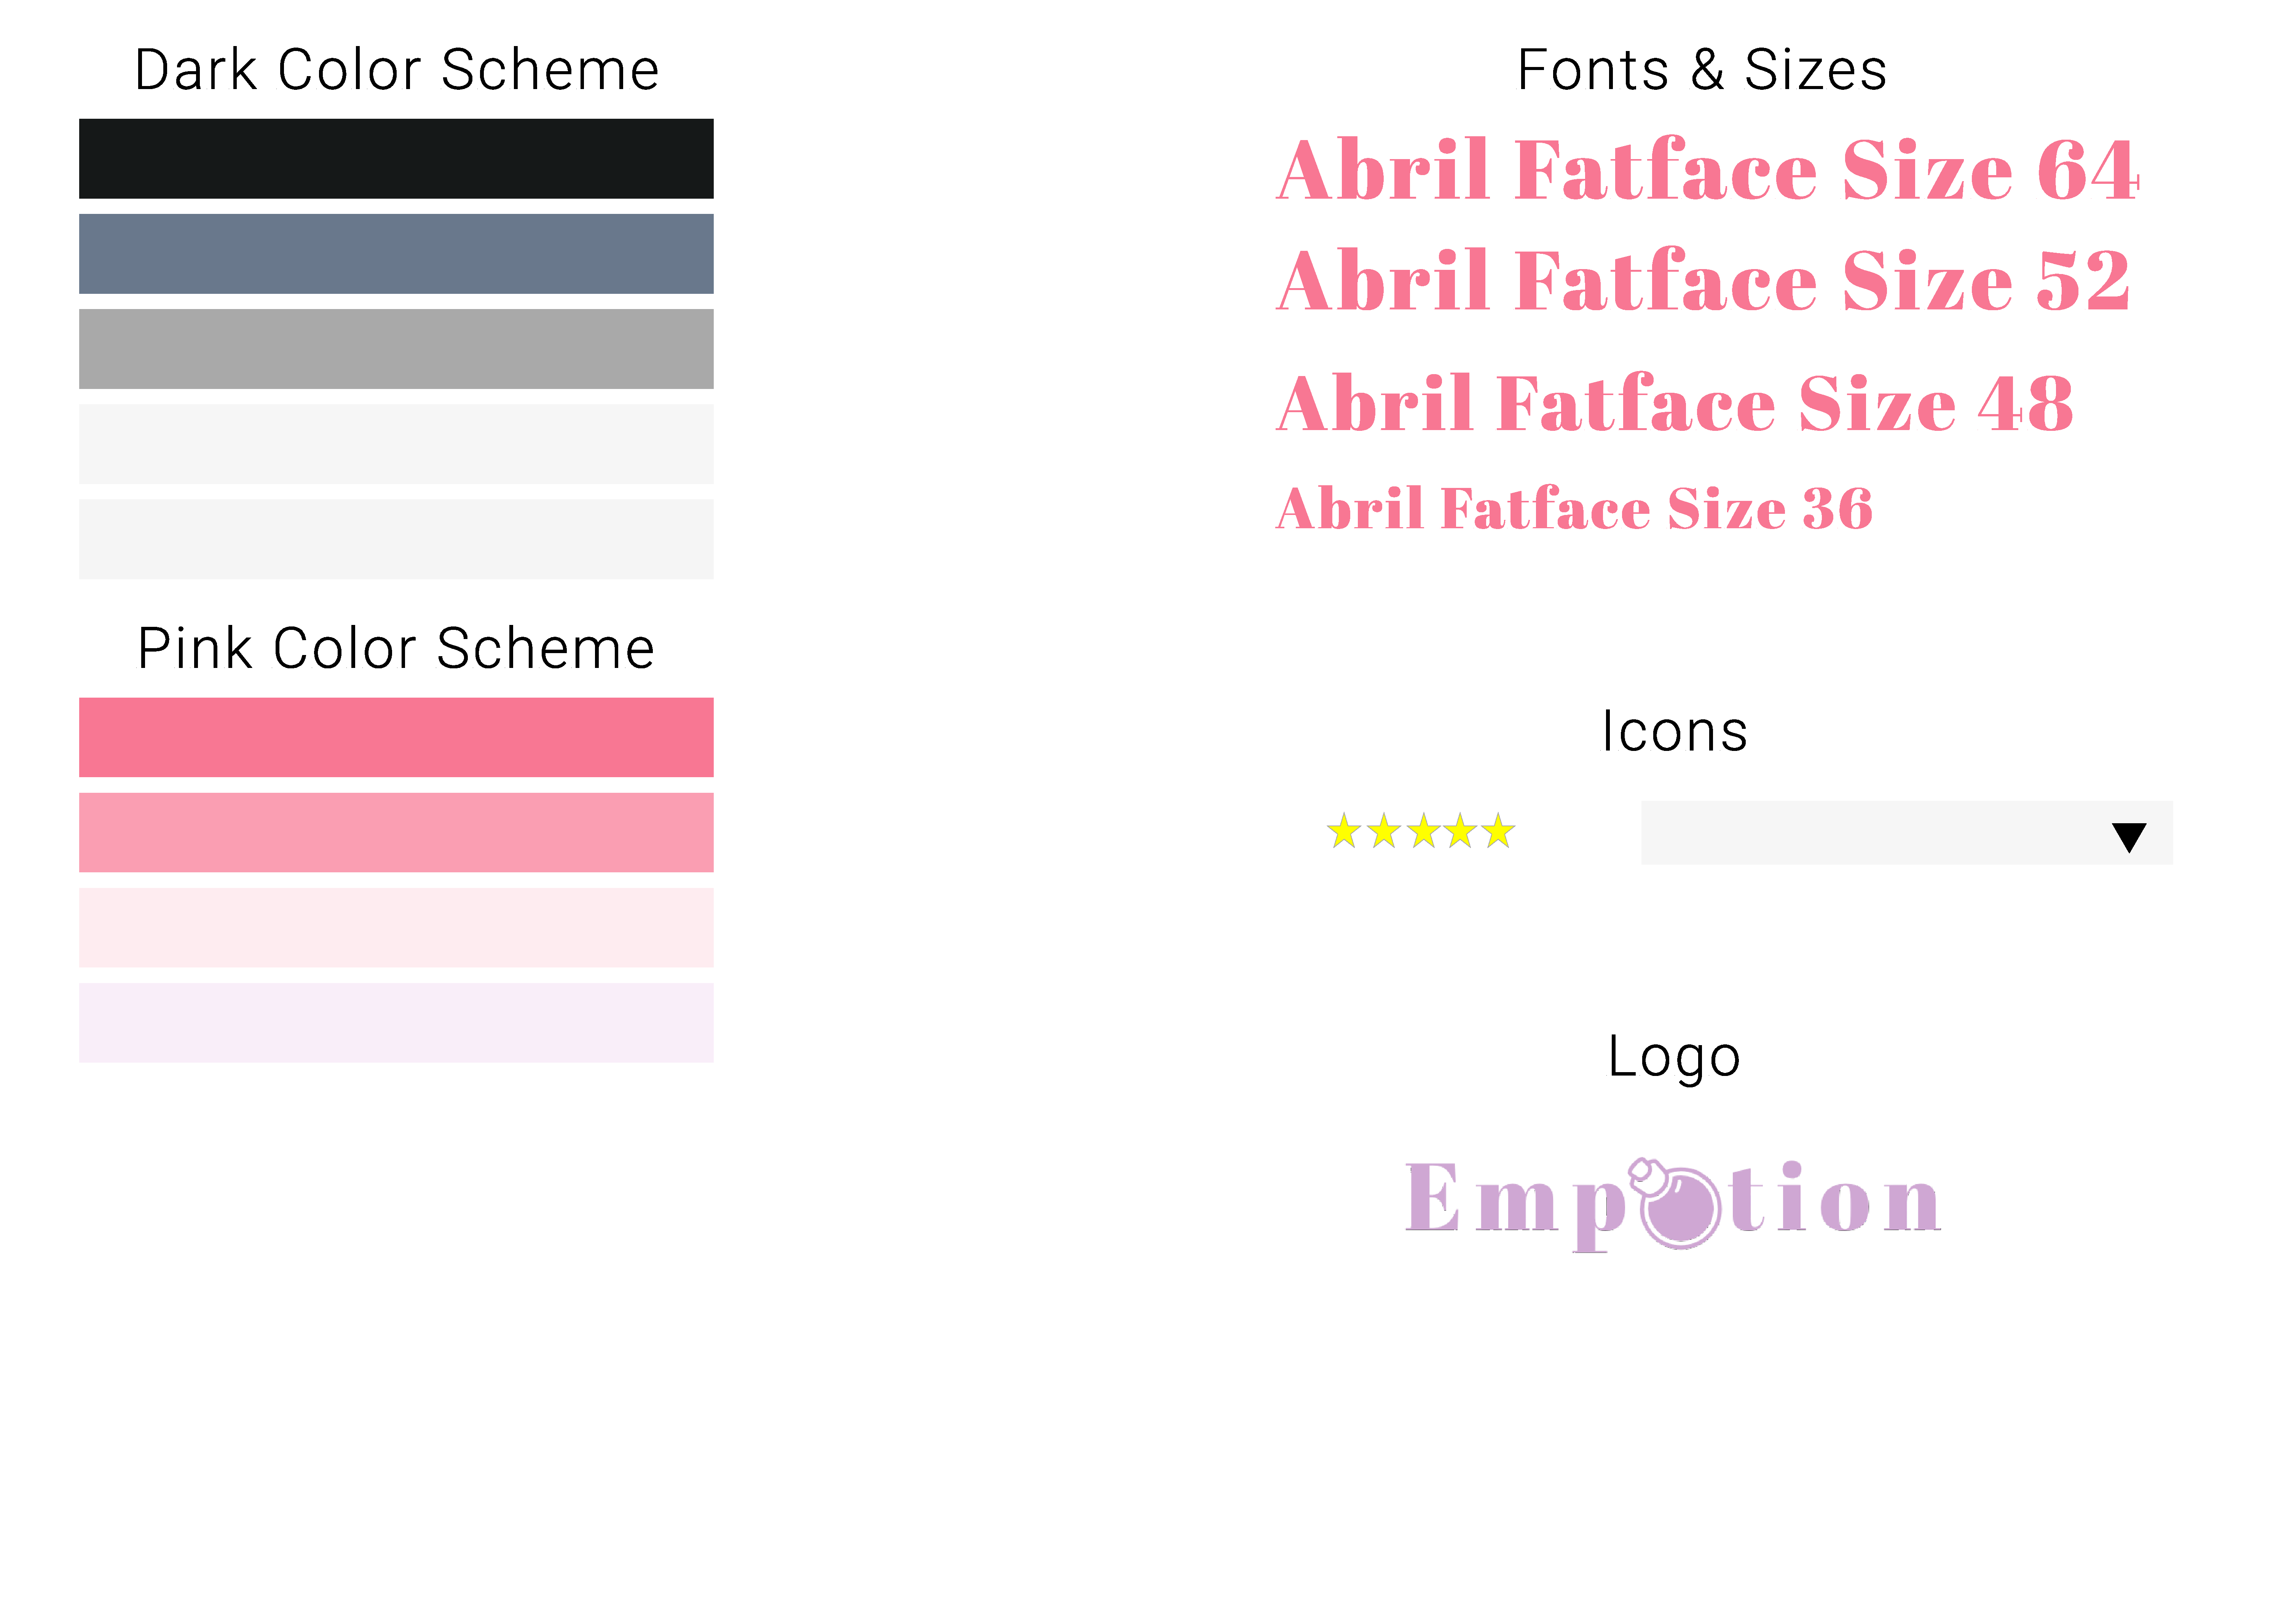 Dark Color Scheme
Pink Color Scheme
Fonts & Sizes
Abril Fatface Size 64
Abril Fatface Size 52
Abril Fatface Size 48
Abril Fatface Size 36
Icons
Logo
Empotion